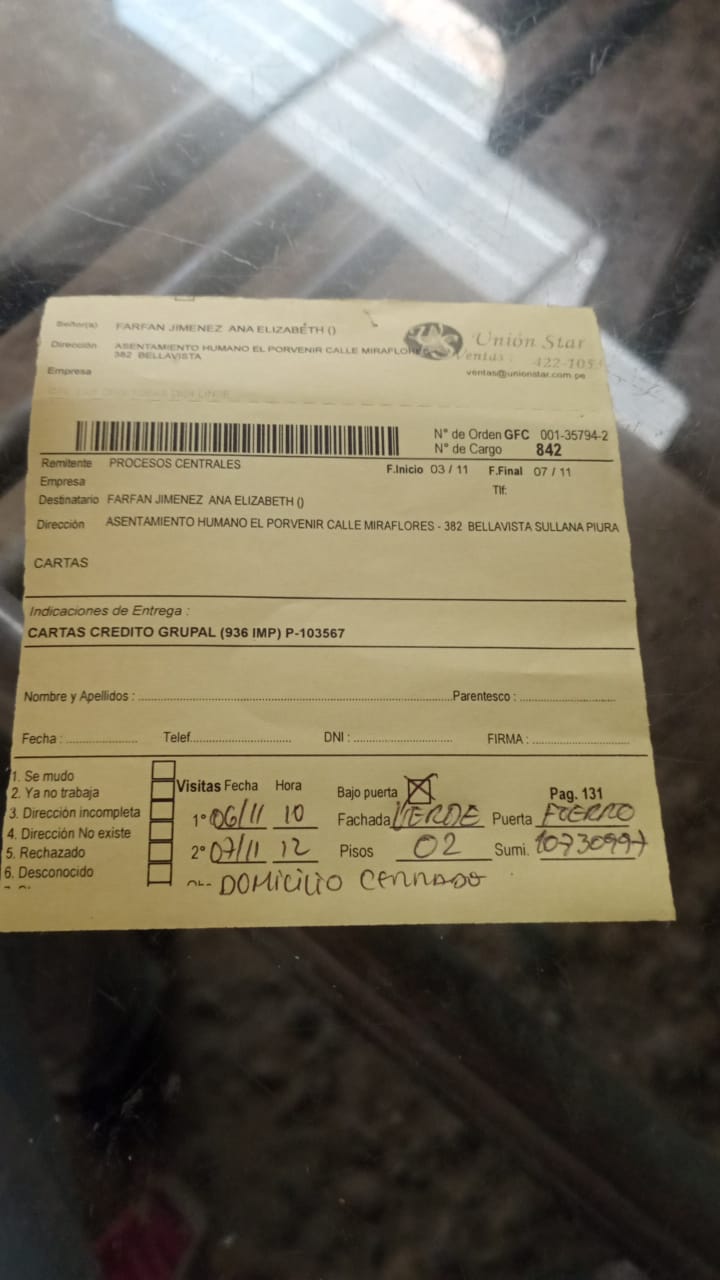 Señor(a) FARFAN JIMENEZ ANA ELIZABETH ()
Dirección ASENTAMIENTO HUMANO EL PORVENIR CALLE MIRAFLORES
382 BELLAVISTA
Empresa
Unión Star
Ventas : 422-105
ventas@unionstar.com.pe
N° de Orden GFC 001-35794-2
N° de Cargo 842
Remitente PROCESOS CENTRALES F.Inicio 03 / 11 F.Final 07 / 11
Empresa Tlf:
Destinatario FARFAN JIMENEZ ANA ELIZABETH ()
Dirección ASENTAMIENTO HUMANO EL PORVENIR CALLE MIRAFLORES - 382 BELLAVISTA SULLANA PIURA
CARTAS
Indicaciones de Entrega :
CARTAS CREDITO GRUPAL (936 IMP) P-103567
Nombre y Apellidos : Parentesco :
Fecha : Telef. DNI : FIRMA :
1. Se mudo
2. Ya no trabaja
3. Dirección incompleta
4. Dirección No existe
5. Rechazado
6. Desconocido
Visitas Fecha Hora Bajo puerta X Pag. 131
1° 06/11 10 Fachada VERDE Puerta FIERRO
2° 07/11 12 Pisos 02 Sumi. 10730997
DOMICILIO CERRADO